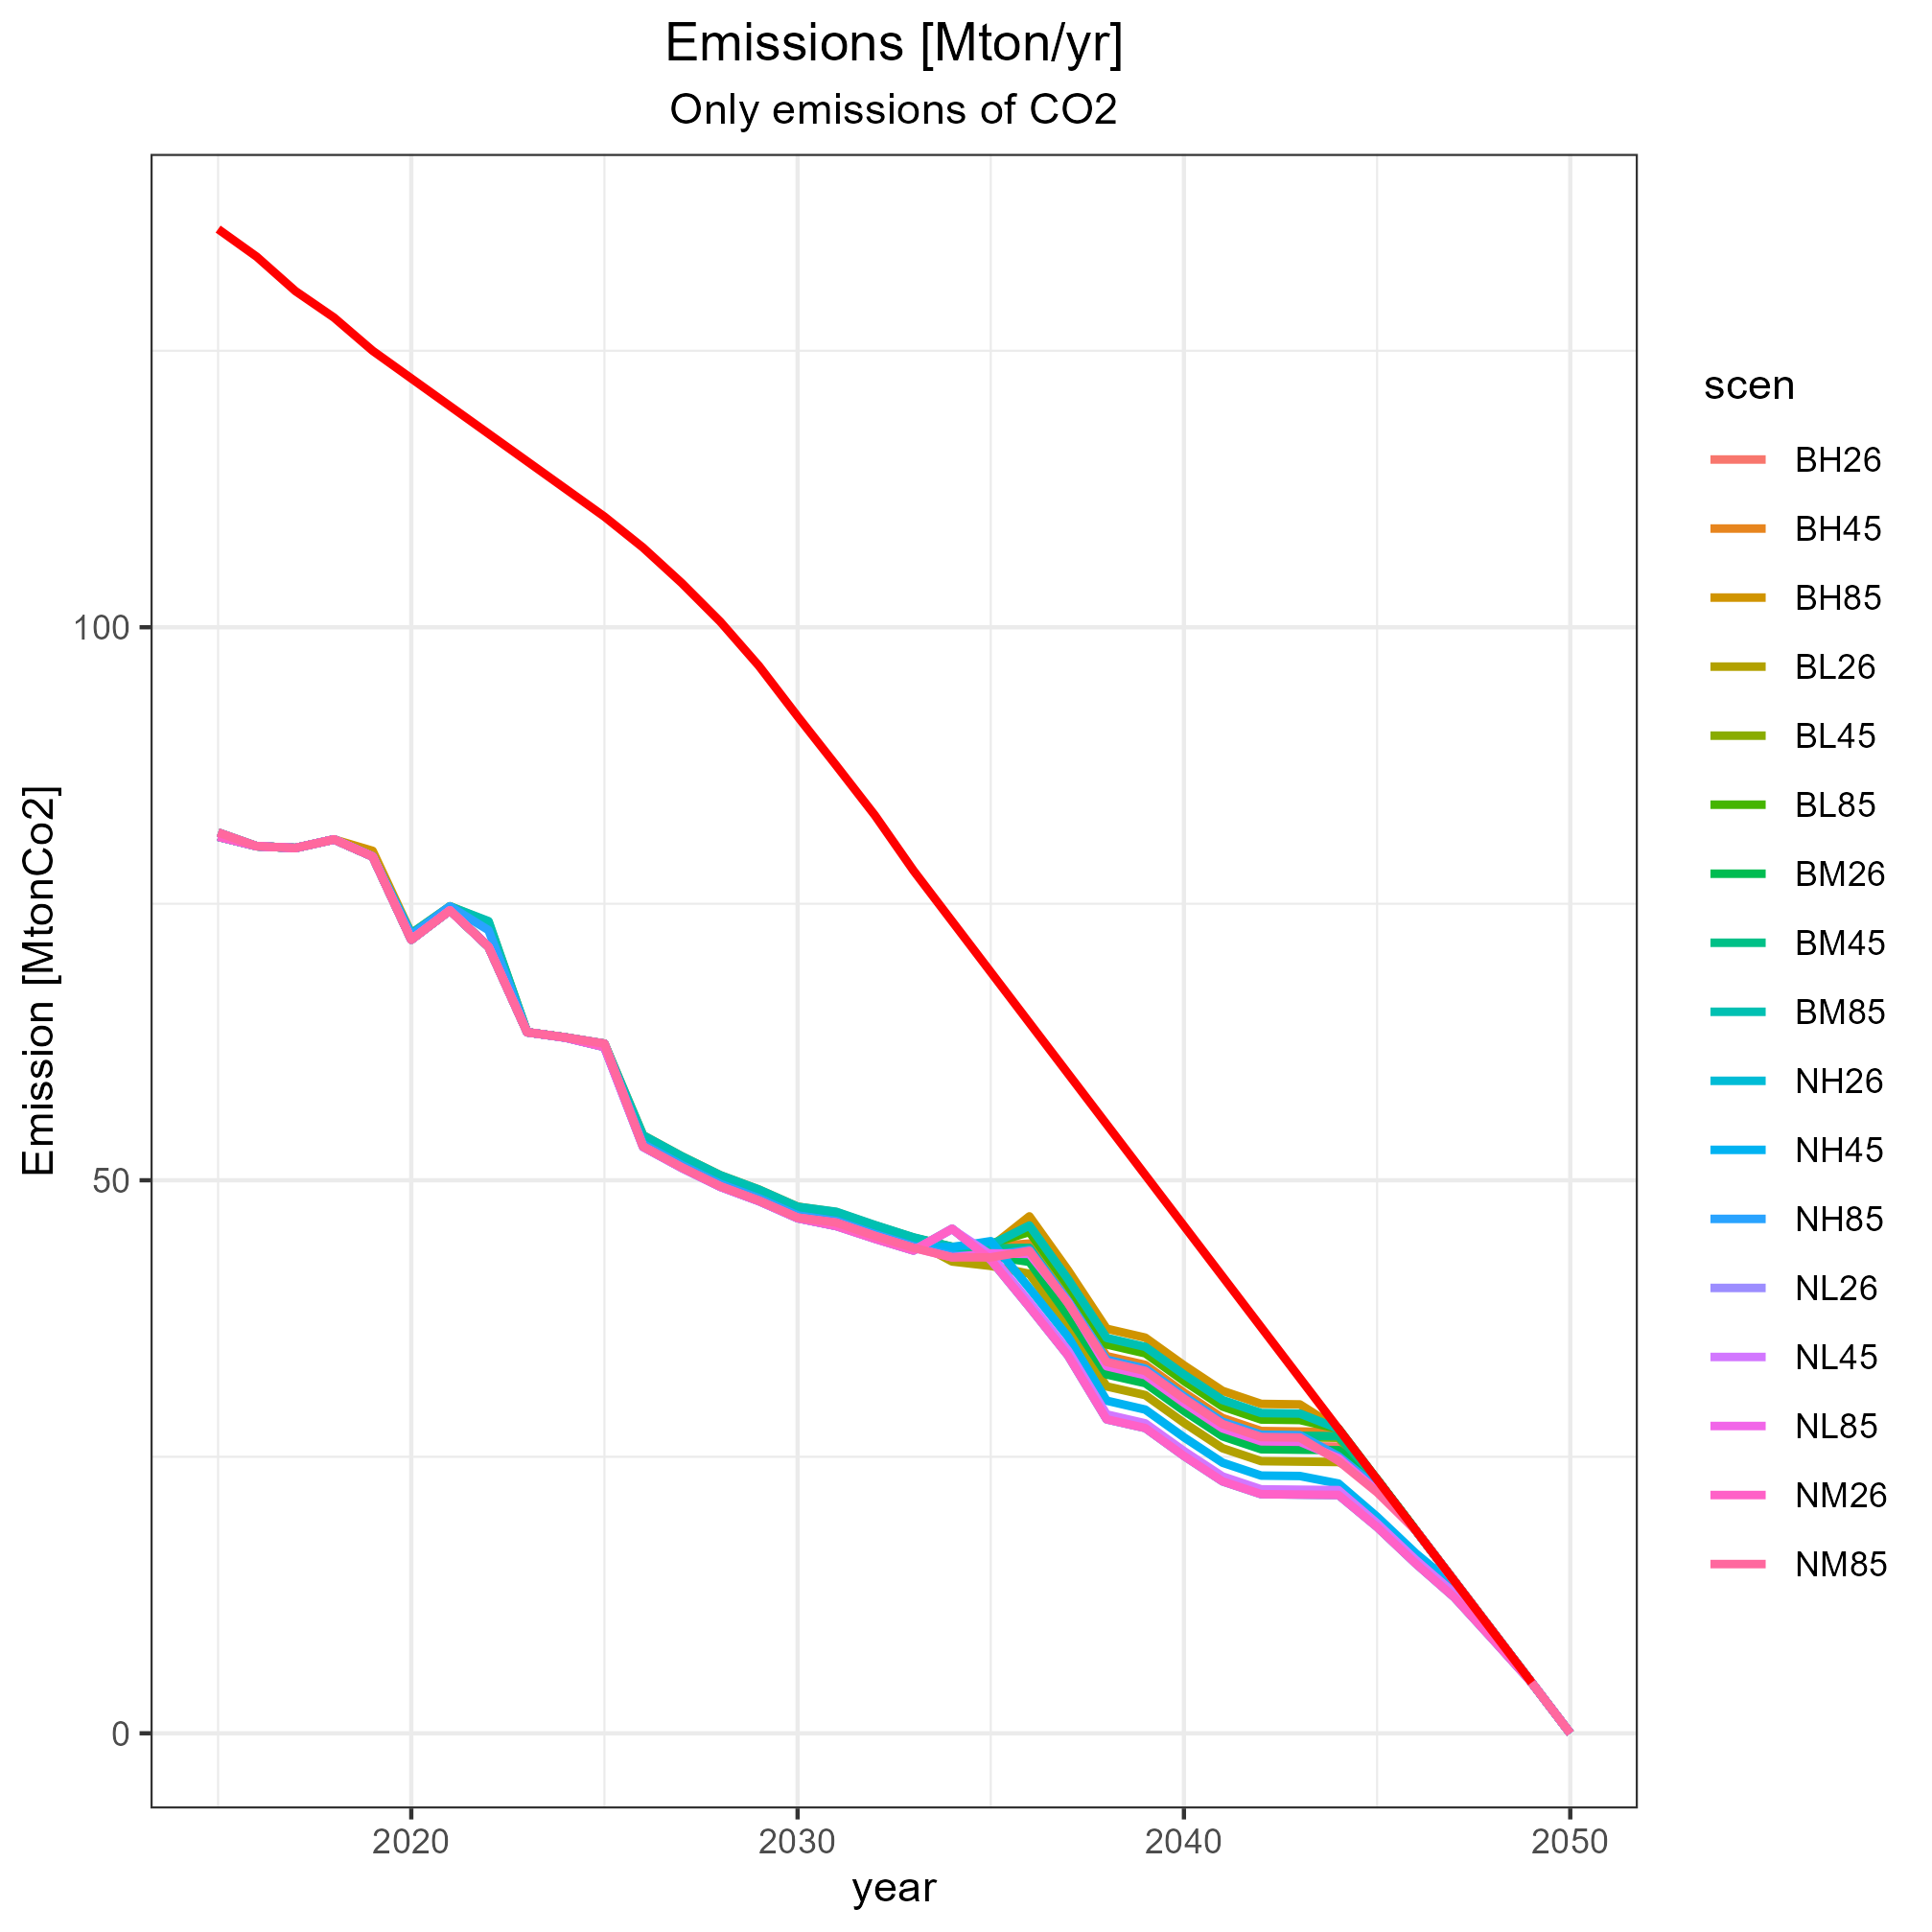 Emissions [Mton/yr]
Only emissions of CO2
Emission [MtonCo2]
100
50
0
2020
2030
2040
2050
year
scen
BH26
BH45
BH85
BL26
BL45
BL85
BM26
BM45
BM85
NH26
NH45
NH85
NL26
NL45
NL85
NM26
NM85